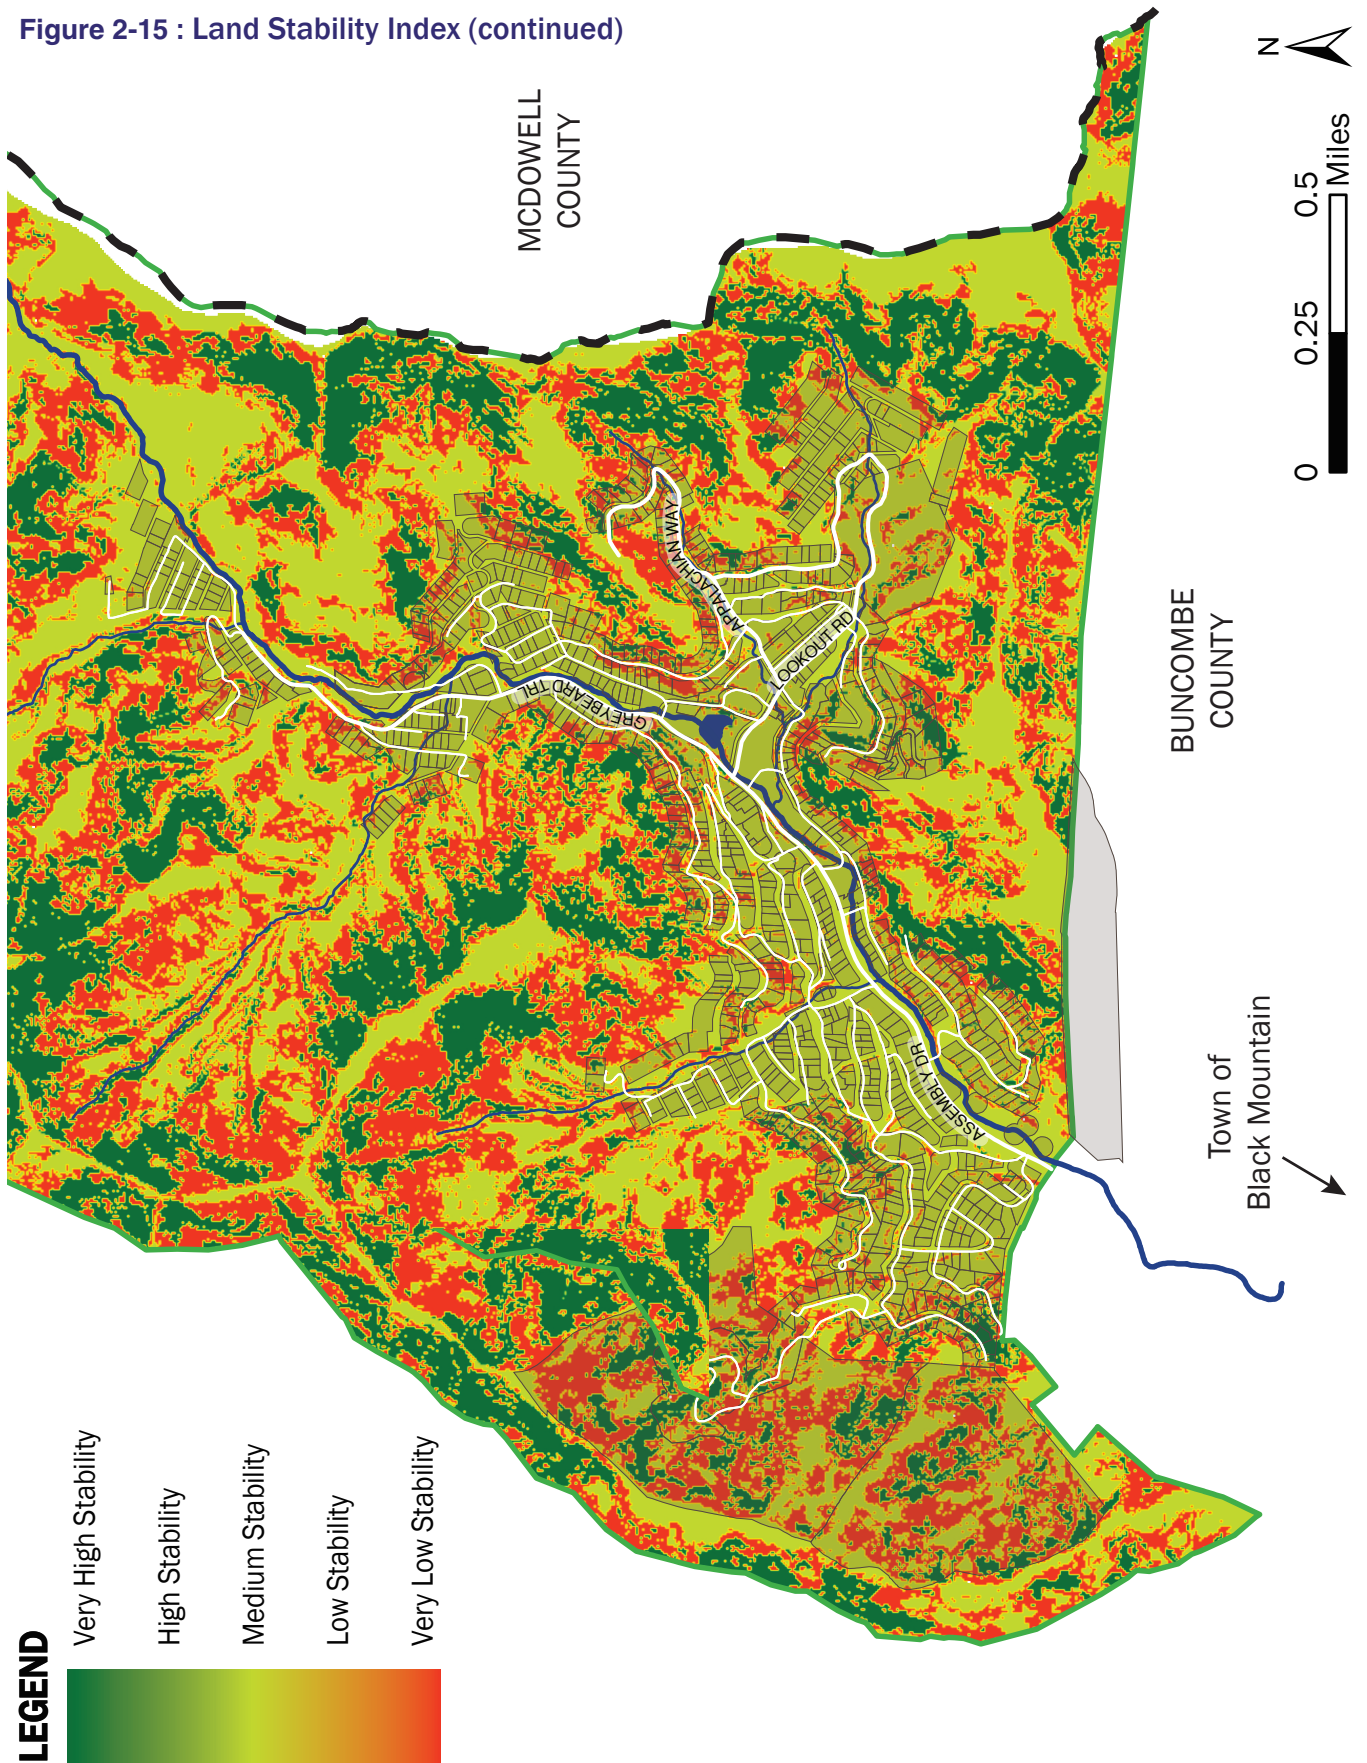 Figure 2-15 : Land Stability Index (continued)
MCDOWELL
COUNTY
N
0
0.25
0.5
Miles
APPALACHIAN WAY
LOOKOUT RD
GREYBEARD TRL
ASSEMBLY DR
BUNCOMBE
COUNTY
Town of
Black Mountain
LEGEND
Very High Stability
High Stability
Medium Stability
Low Stability
Very Low Stability